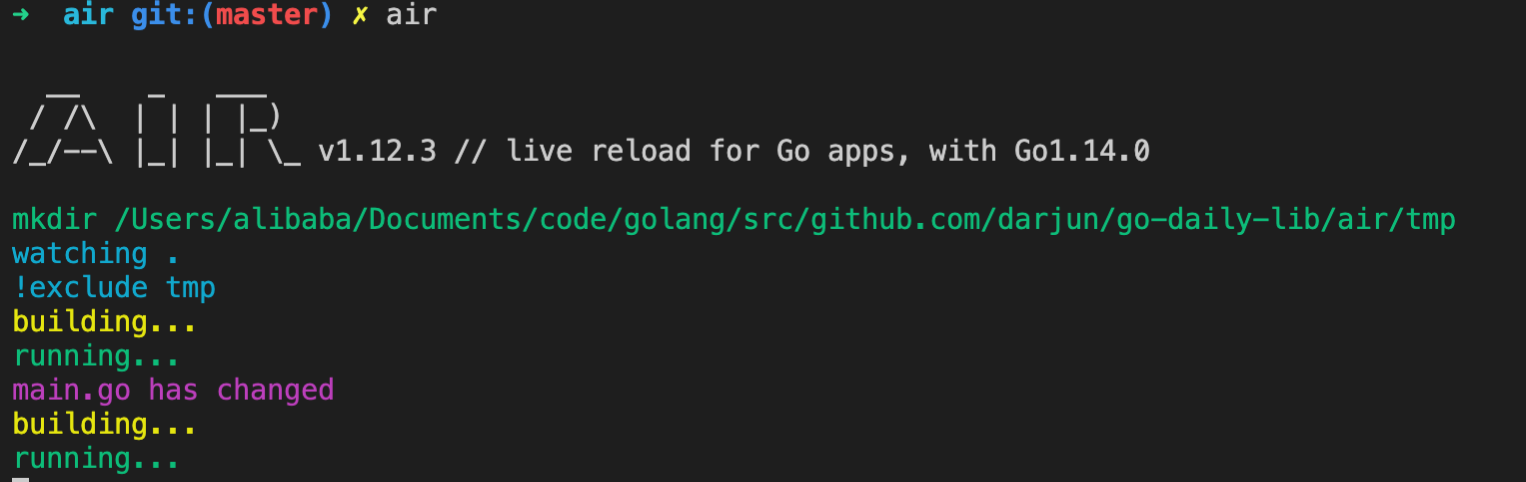 ➜  air git:(master) ✗ air
  __    _   ___
 / /\  | | | |_)
/_/--\ |_| |_| \_ v1.12.3 // live reload for Go apps, with Go1.14.0
mkdir /Users/alibaba/Documents/code/golang/src/github.com/darjun/go-daily-lib/air/tmp
watching .
!exclude tmp
building...
running...
main.go has changed
building...
running...